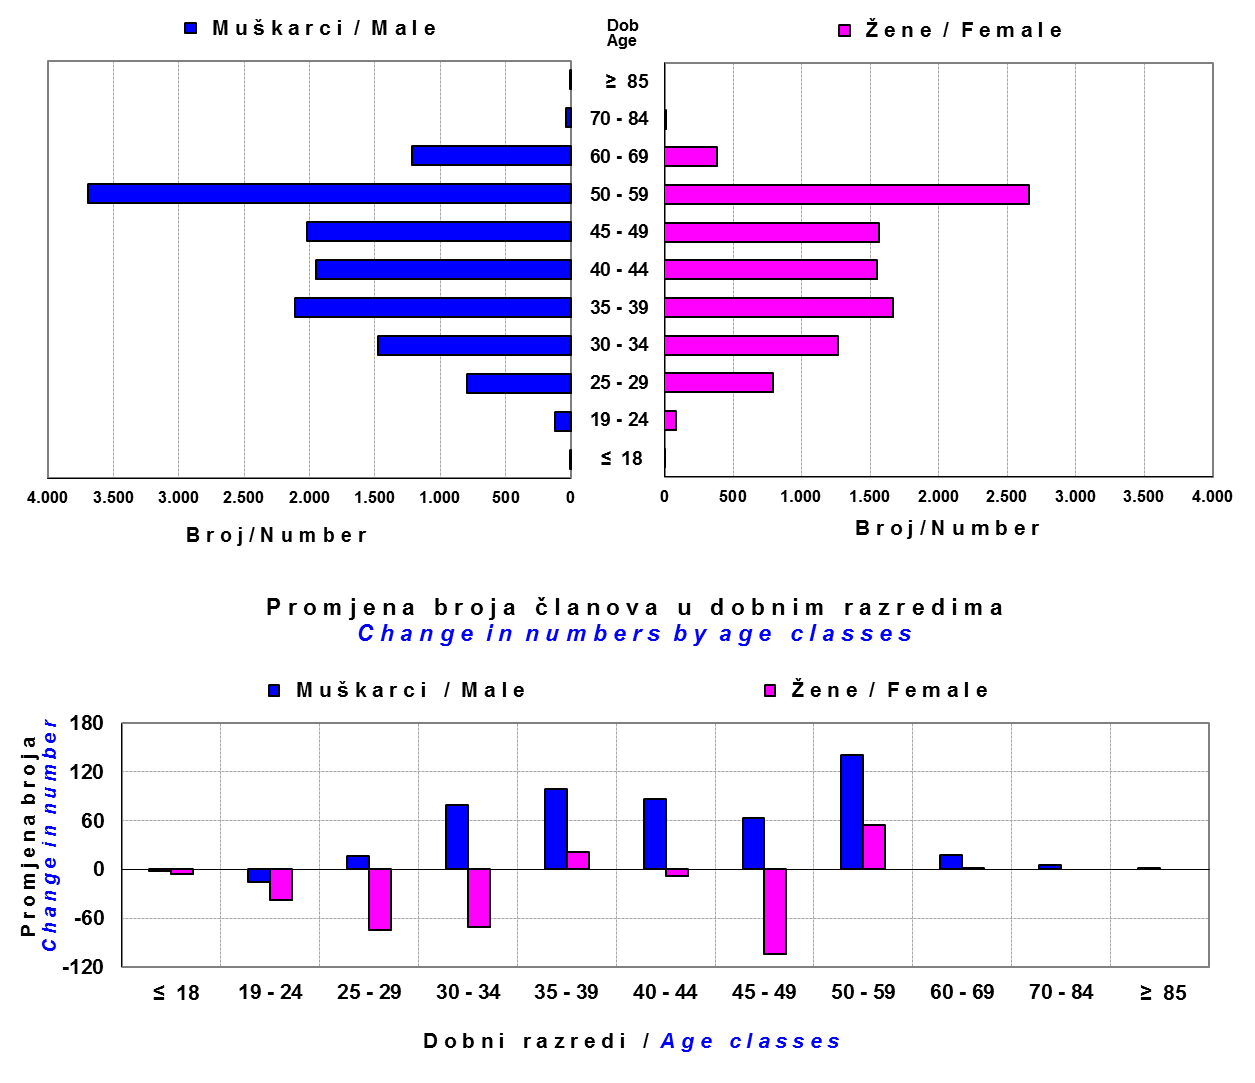 Muškarci / Male
Dob
Age
Žene / Female
≥ 85
70 - 84
60 - 69
50 - 59
45 - 49
40 - 44
35 - 39
30 - 34
25 - 29
19 - 24
≤ 18
4.000 3.500 3.000 2.500 2.000 1.500 1.000 500 0
0 500 1.000 1.500 2.000 2.500 3.000 3.500 4.000
Broj/Number
Broj/Number
Promjena broja članova u dobnim razredima
Change in numbers by age classes
Muškarci / Male
Žene / Female
Promjena broja
Change in number
180
120
60
0
-60
-120
≤ 18 19 - 24 25 - 29 30 - 34 35 - 39 40 - 44 45 - 49 50 - 59 60 - 69 70 - 84 ≥ 85
Dobni razredi / Age classes